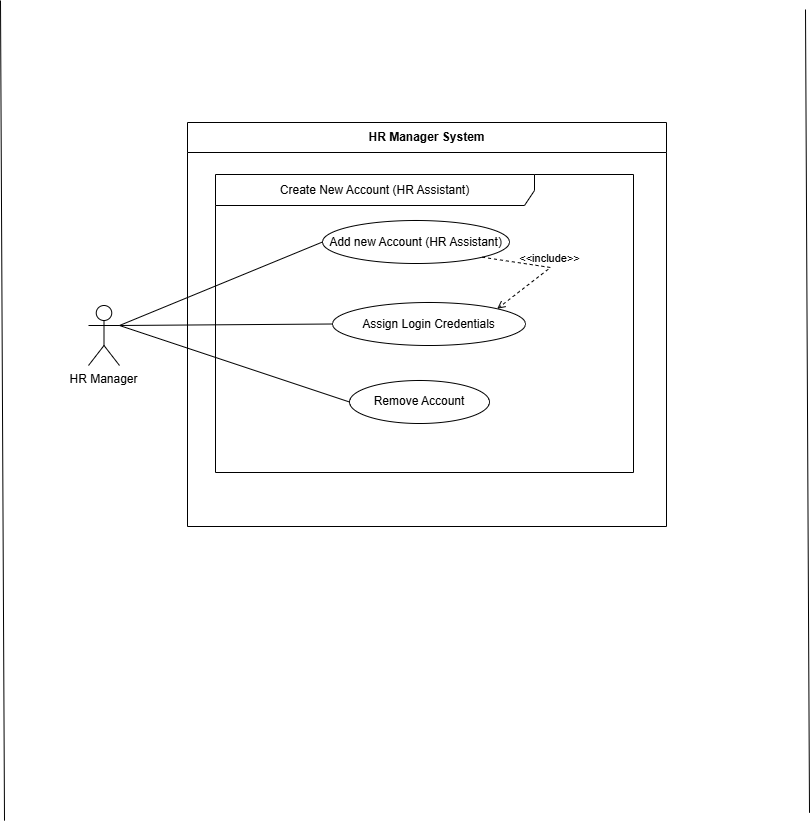 HR Manager System
Create New Account (HR Assistant)
Add new Account (HR Assistant)
<<include>>
Assign Login Credentials
HR Manager
Remove Account